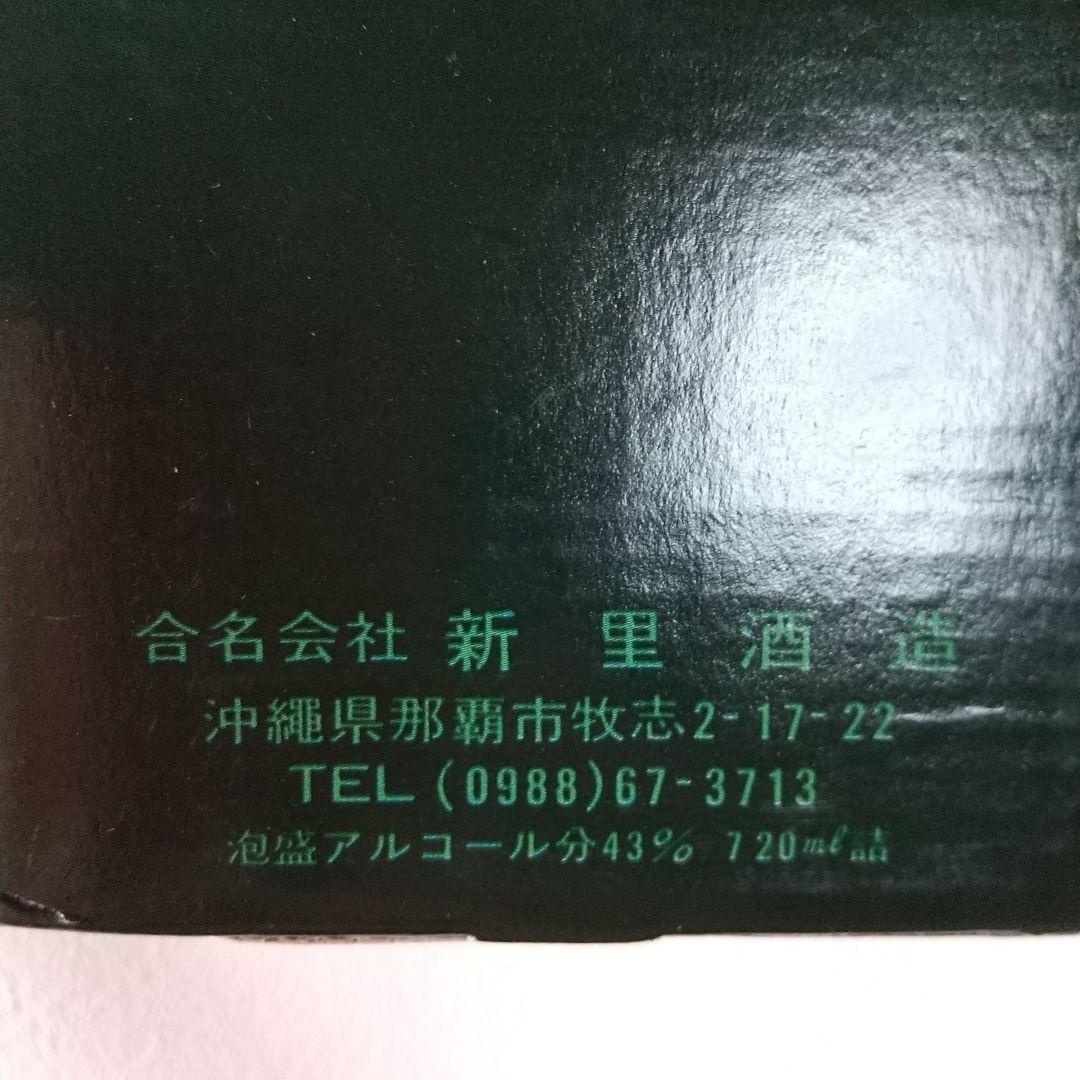 合名会社 新里酒造
沖縄県那覇市牧志2-17-22
TEL (0988)67-3713
泡盛アルコール分43% 720ml詰